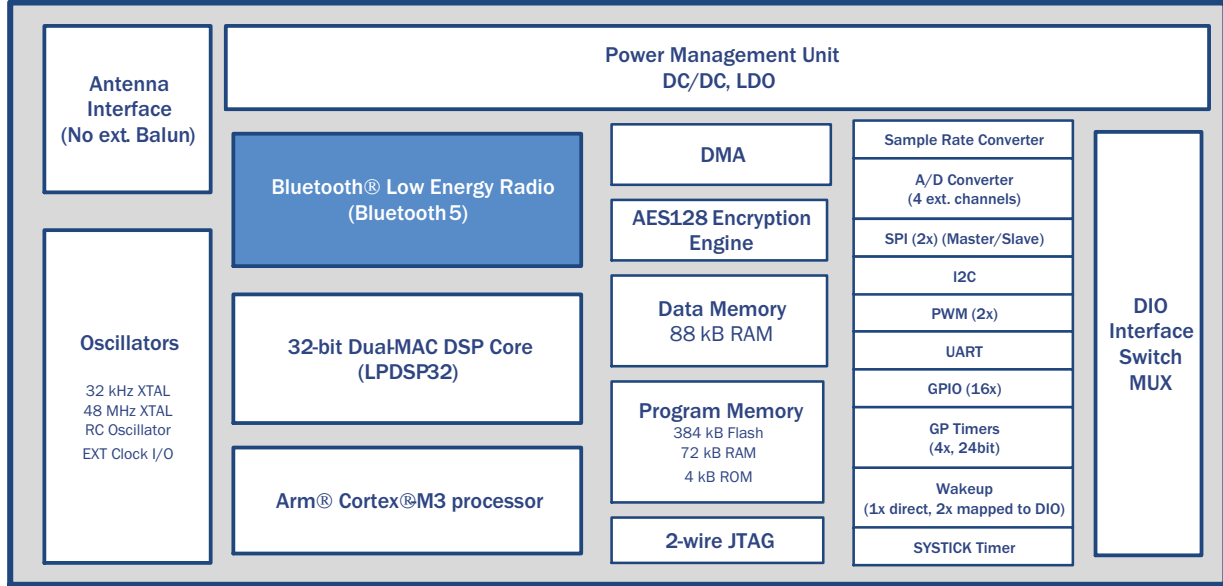 Antenna
Interface
(No ext. Balun)
Power Management Unit
DC/DC, LDO
Bluetooth® Low Energy Radio
(Bluetooth 5)
Oscillators
32 kHz XTAL
48 MHz XTAL
RC Oscillator
EXT Clock I/O
32-bit Dual-MAC DSP Core
(LPDSP32)
Arm® Cortex®-M3 processor
DMA
AES128 Encryption
Engine
Data Memory
88 kB RAM
Program Memory
384 kB Flash
72 kB RAM
4 kB ROM
2-wire JTAG
Sample Rate Converter
A/D Converter
(4 ext. channels)
SPI (2x) (Master/Slave)
I2C
PWM (2x)
UART
GPIO (16x)
GP Timers
(4x, 24bit)
Wakeup
(1x direct, 2x mapped to DIO)
SYSTICK Timer
DIO
Interface
Switch
MUX